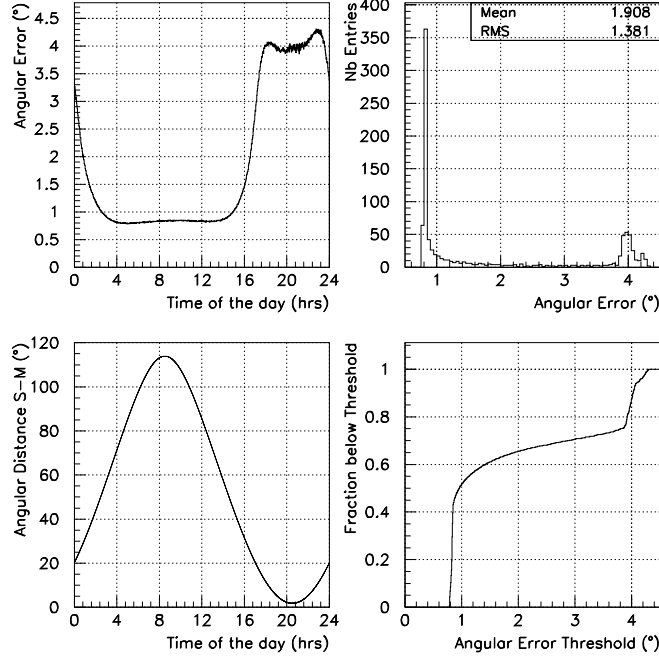 Angular Error (°)
4.5
4
3.5
3
2.5
2
1.5
1
0.5
0
0 4 8 12 16 20 24
Time of the day (hrs)
Nb Entries
400
350
300
250
200
150
100
50
0
Mean 1.908
RMS 1.381
1 2 3 4
Angular Error (°)
Angular Distance S-M (°)
120
100
80
60
40
20
0
0 4 8 12 16 20 24
Time of the day (hrs)
Fraction below Threshold
1
0.8
0.6
0.4
0.2
0
0 1 2 3 4
Angular Error Threshold (°)